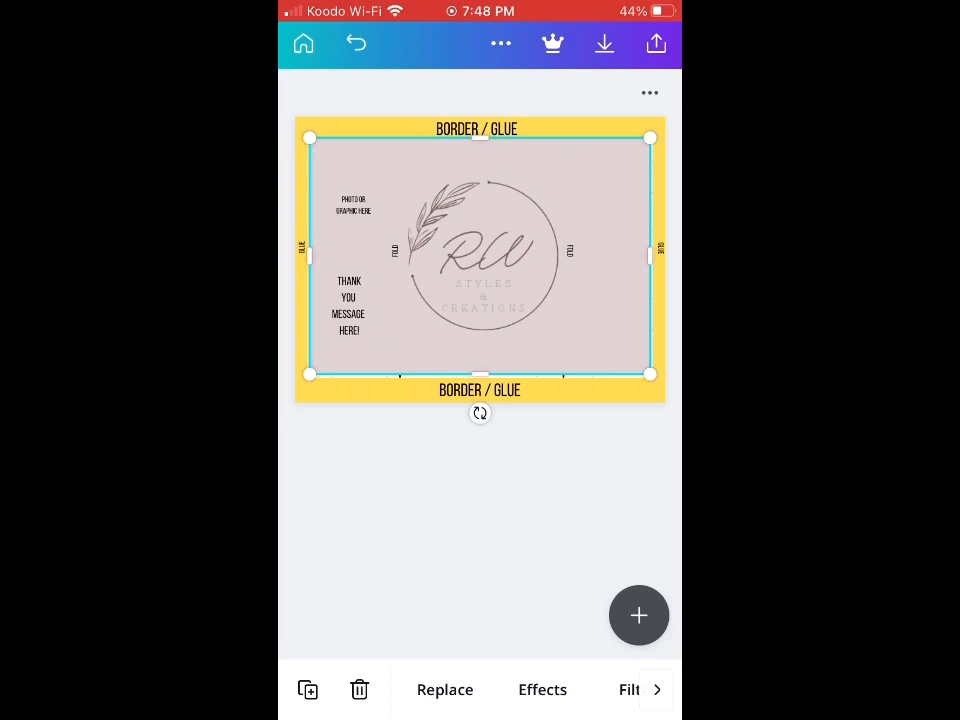 Koodo Wi-Fi 7:48 PM 44%
BORDER / GLUE
PHOTO OR
GRAPHIC HERE
GLUE
FOLD
RW
STYLES
&
CREATIONS
FOLD
GLUE
THANK
YOU
MESSAGE
HERE!
BORDER / GLUE
Replace Effects Filt